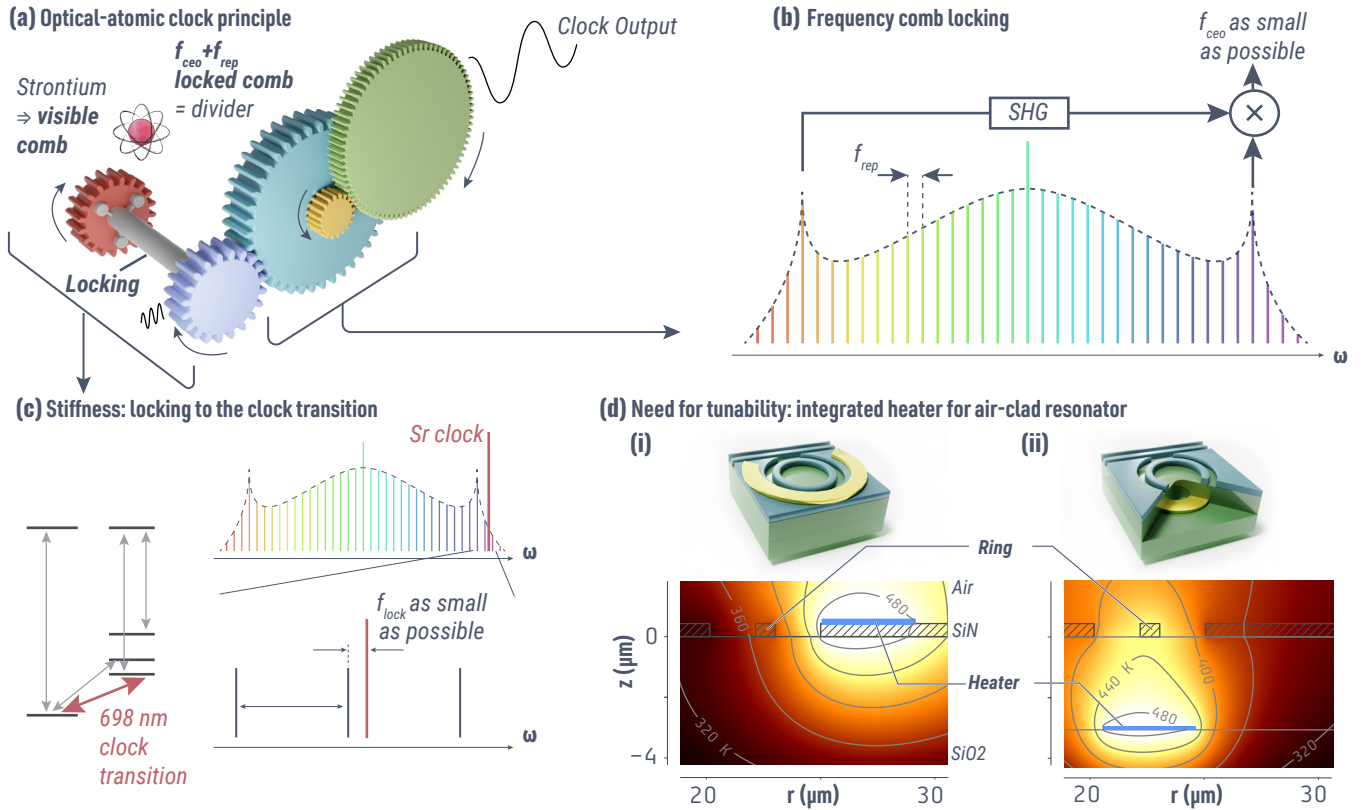 (a) Optical-atomic clock principle
Strontium
⇒ visible
comb
f_ceo+f_rep
locked comb
= divider
Clock Output
Locking
(b) Frequency comb locking
f_ceo as small
as possible
SHG
×
f_rep
ω
(c) Stiffness: locking to the clock transition
Sr clock
ω
f_lock as small
as possible
698 nm
clock
transition
ω
(d) Need for tunability: integrated heater for air-clad resonator
(i)
(ii)
Ring
Air
SiN
Heater
SiO2
z (μm)
0
−4
360
480
320 K
20
r (μm)
30
400
440 K
480
320
20
r (μm)
30